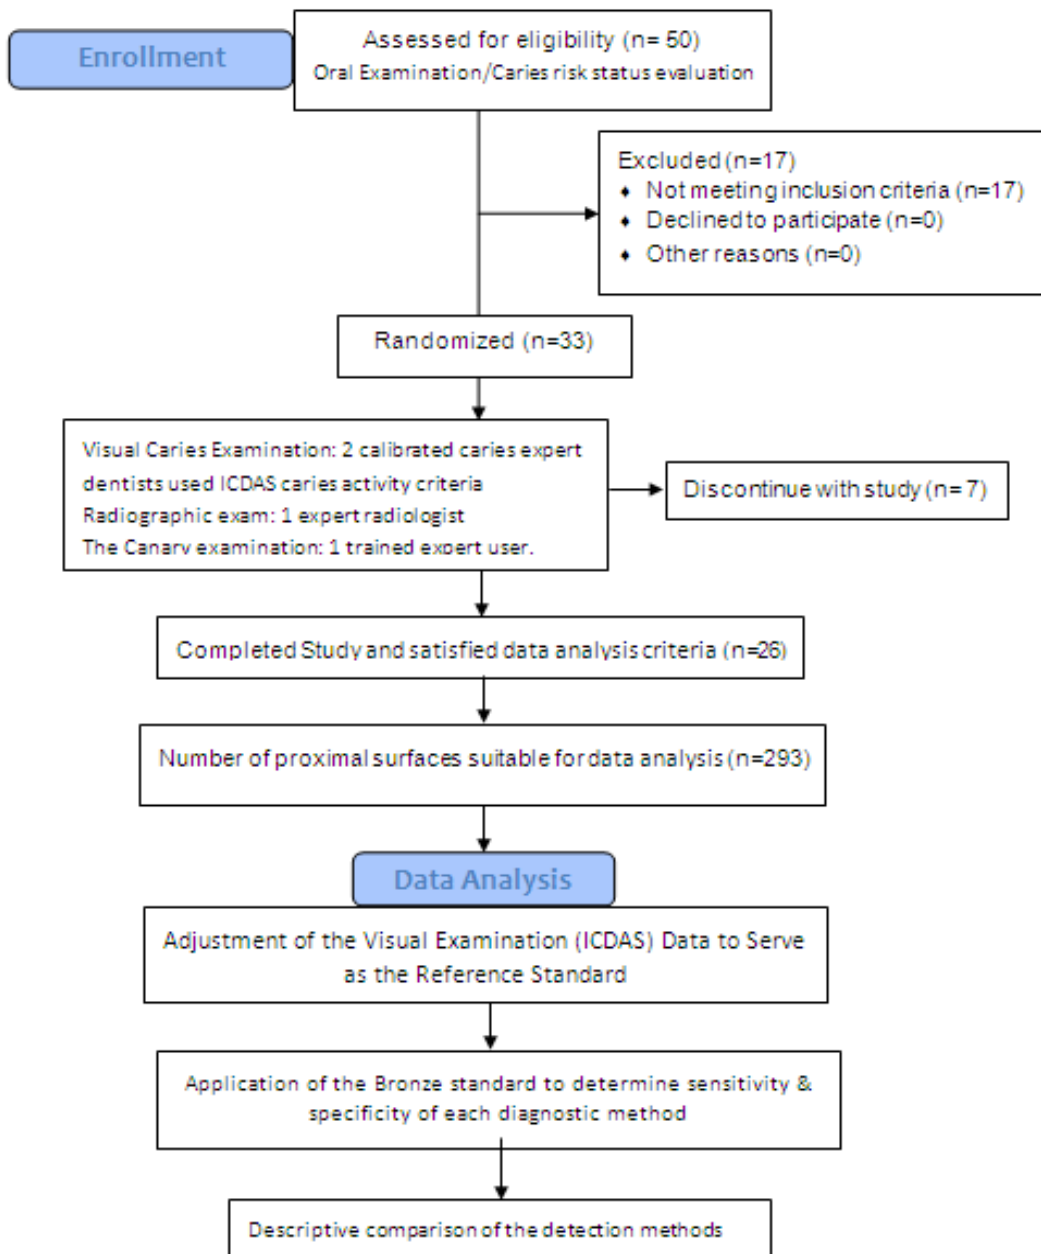 Enrollment
Assessed for eligibility (n= 50)
Oral Examination/Caries risk status evaluation
Excluded (n=17)
♦ Not meeting inclusion criteria (n=17)
♦ Declined to participate (n=0)
♦ Other reasons (n=0)
Randomized (n=33)
Visual Caries Examination: 2 calibrated caries expert
dentists used ICDAS caries activity criteria
Radiographic exam: 1 expert radiologist
The Canary examination: 1 trained expert user.
Discontinue with study (n= 7)
Completed Study and satisfied data analysis criteria (n=26)
Number of proximal surfaces suitable for data analysis (n=293)
Data Analysis
Adjustment of the Visual Examination (ICDAS) Data to Serve
as the Reference Standard
Application of the Bronze standard to determine sensitivity &
specificity of each diagnostic method
Descriptive comparison of the detection methods